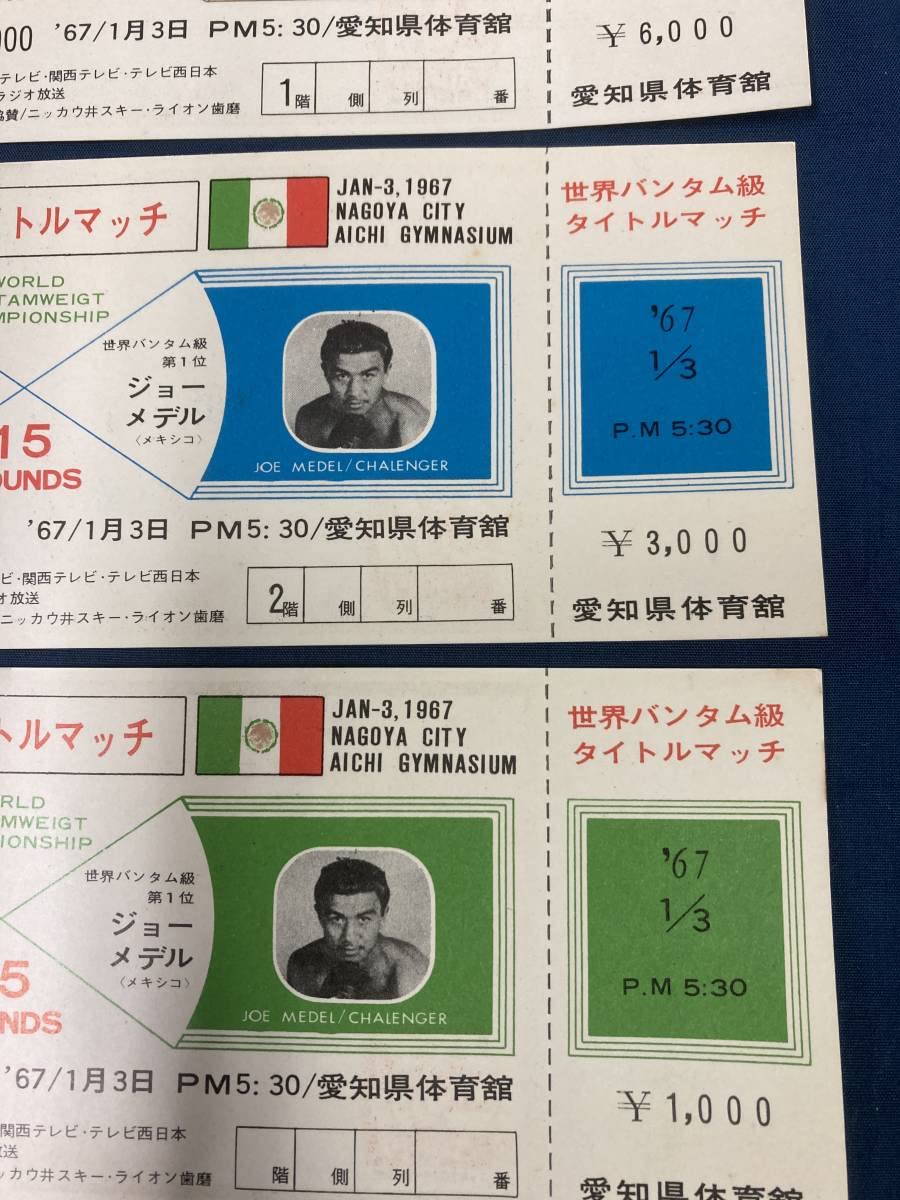 000 '67/1月3日 PM5:30/愛知県体育館
テレビ・関西テレビ・テレビ西日本
ラジオ放送
協賛/ニッカウ井スキー・ライオン歯磨
1階 側 列 番
¥ 6,000
愛知県体育館
トルマッチ
JAN-3,1967
NAGOYA CITY
AICHI GYMNASIUM
WORLD
TAMWEIGT
MPIONSHIP
世界バンタム級
第1位
ジョー
メデル
〈メキシコ〉
JOE MEDEL/CHALENGER
15
OUNDS
'67/1月3日 PM5:30/愛知県体育館
ビ・関西テレビ・テレビ西日本
オ放送
ニッカウ井スキー・ライオン歯磨
2階 側 列 番
世界バンタム級
タイトルマッチ
'67
1/3
P.M 5:30
¥ 3,000
愛知県体育館
トルマッチ
JAN-3,1967
NAGOYA CITY
AICHI GYMNASIUM
RLD
MWEIGT
IONSHIP
世界バンタム級
第1位
ジョー
メデル
〈メキシコ〉
JOE MEDEL/CHALENGER
5
NDS
'67/1月3日 PM5:30/愛知県体育館
関西テレビ・テレビ西日本
放送
ッカウ井スキー・ライオン歯磨
階 側 列 番
世界バンタム級
タイトルマッチ
'67
1/3
P.M 5:30
¥ 1,000
愛知県体育館